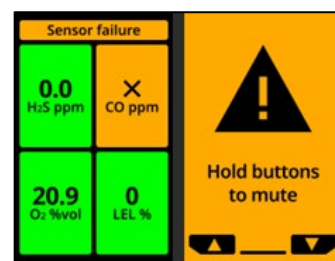 Sensor failure
0.0
H₂S ppm
✕
CO ppm
20.9
O₂ %vol
0
LEL %
!
Hold buttons
to mute